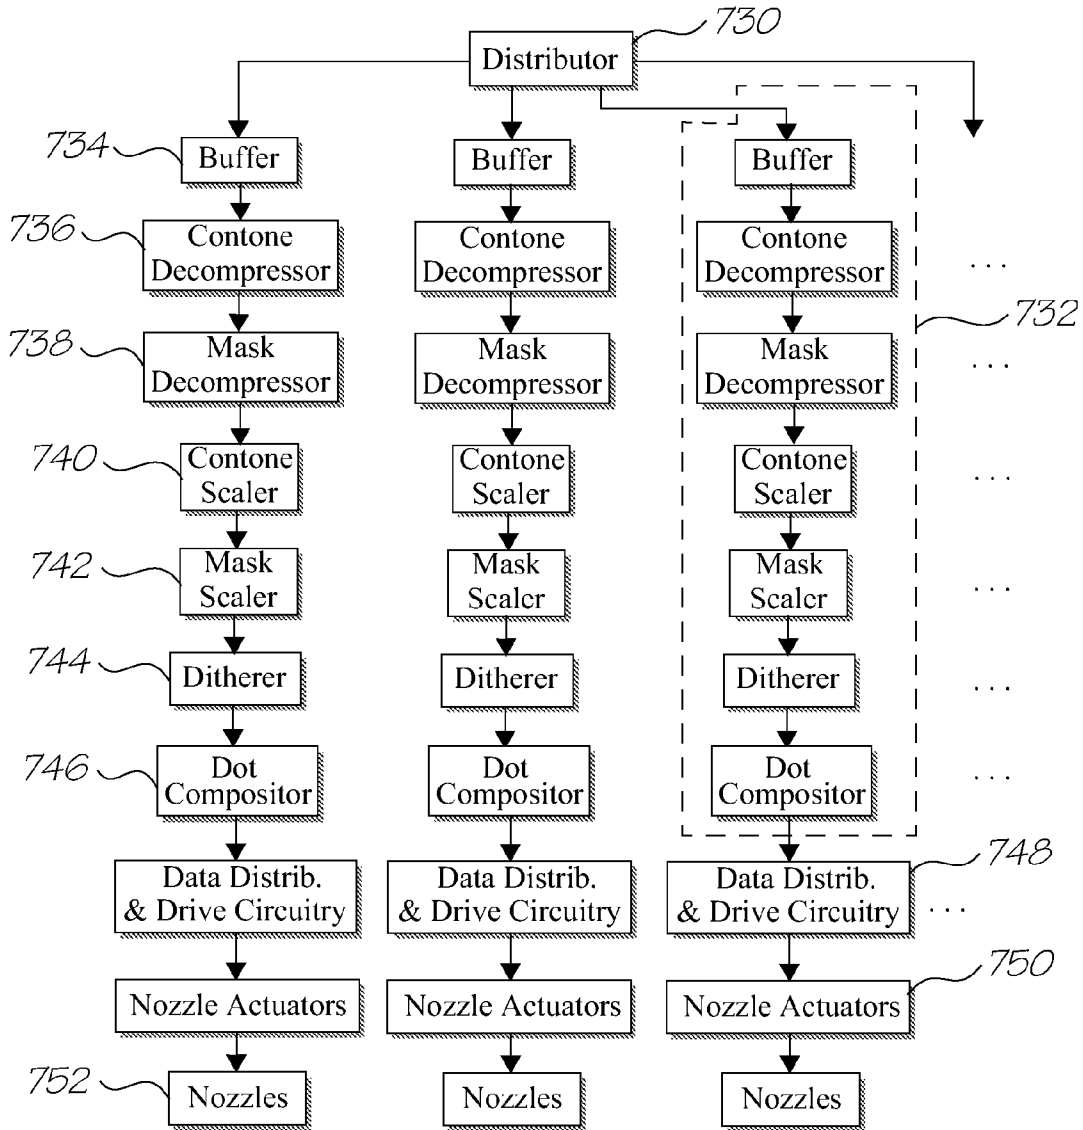 730
Distributor
734
Buffer
Buffer
Buffer
736
Contone
Decompressor
Contone
Decompressor
Contone
Decompressor
. . .
732
738
Mask
Decompressor
Mask
Decompressor
Mask
Decompressor
. . .
740
Contone
Scaler
Contone
Scaler
Contone
Scaler
. . .
742
Mask
Scaler
Mask
Scaler
Mask
Scaler
. . .
744
Ditherer
Ditherer
Ditherer
. . .
746
Dot
Compositor
Dot
Compositor
Dot
Compositor
. . .
748
Data Distrib.
& Drive Circuitry
Data Distrib.
& Drive Circuitry
Data Distrib.
& Drive Circuitry
. . .
750
Nozzle Actuators
Nozzle Actuators
Nozzle Actuators
752
Nozzles
Nozzles
Nozzles